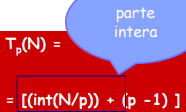 parte
intera
Tp(N) =
= [(int(N/p)) + (p -1) ]